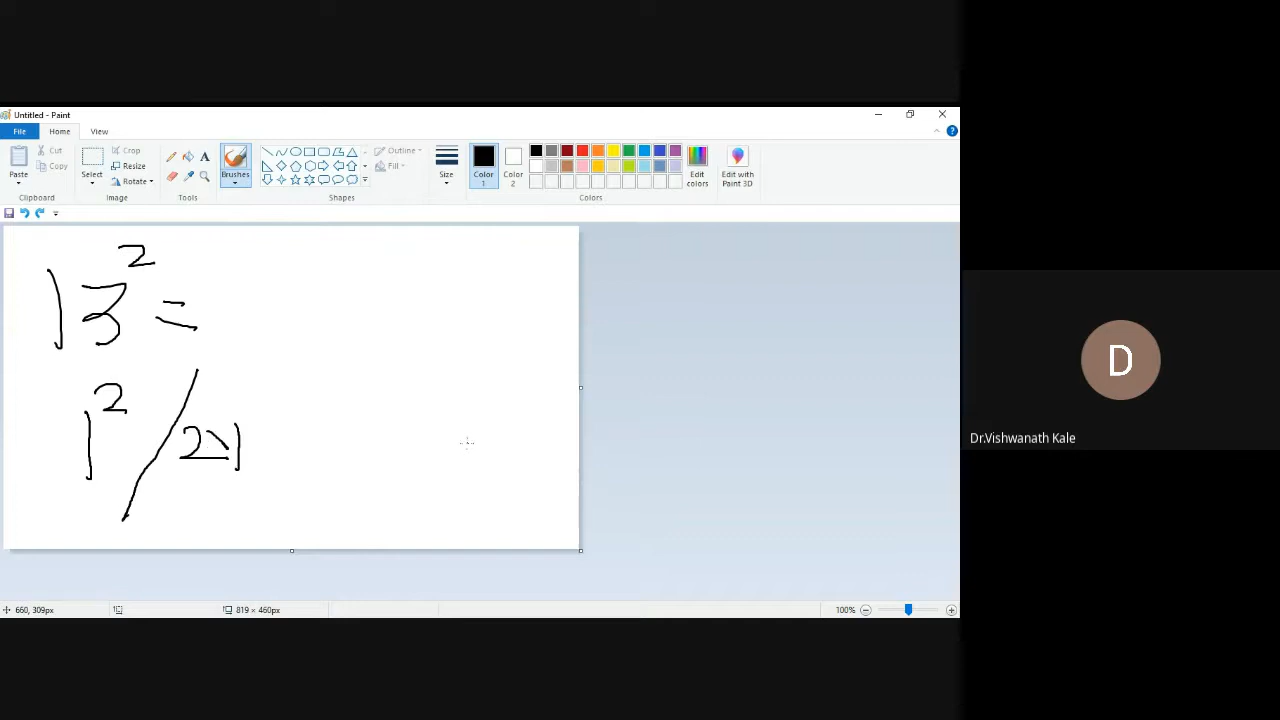 Untitled - Paint
File Home View
Paste
Cut
Copy
Clipboard
Select
Crop
Resize
Rotate
Image
A
Tools
Brushes
Outline
Fill
Shapes
Size
Color 1
Color 2
Edit colors
Edit with Paint 3D
Colors
13² =
1² / 2×1
D
Dr.Vishwanath Kale
660, 309px
819 × 460px
100%